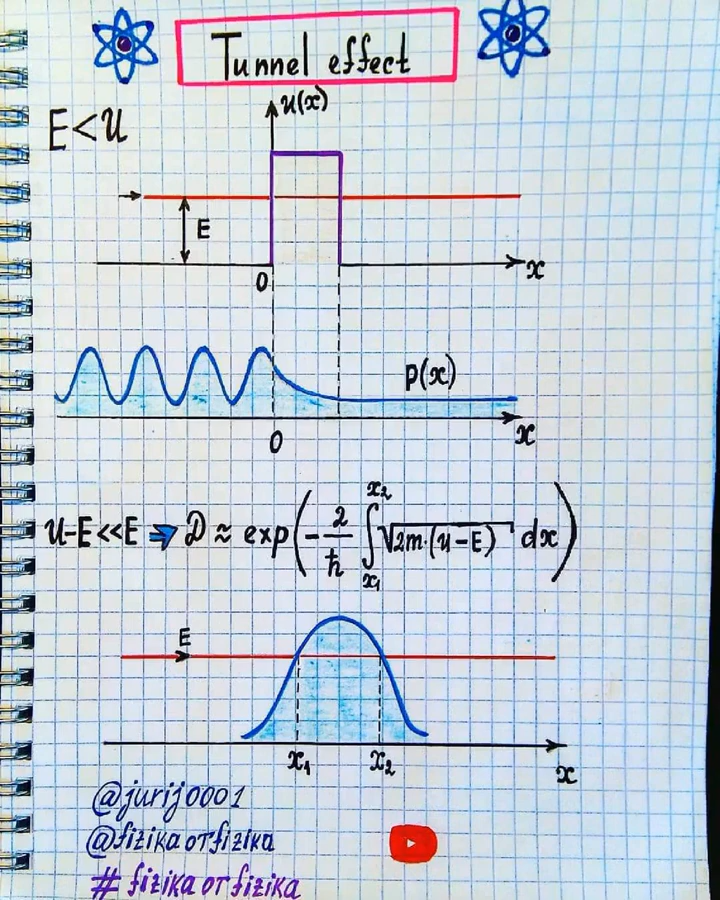 Tunnel effect
E<U
U(x)
E
0
x
p(x)
0
x
U-E<<E ⇒ D ≈ exp(-2/ħ ∫x₁x₂ √2m·(U-E) dx)
E
x₁ x₂
x
@jurij0001
@fizika от fizika
# fizika от fizika